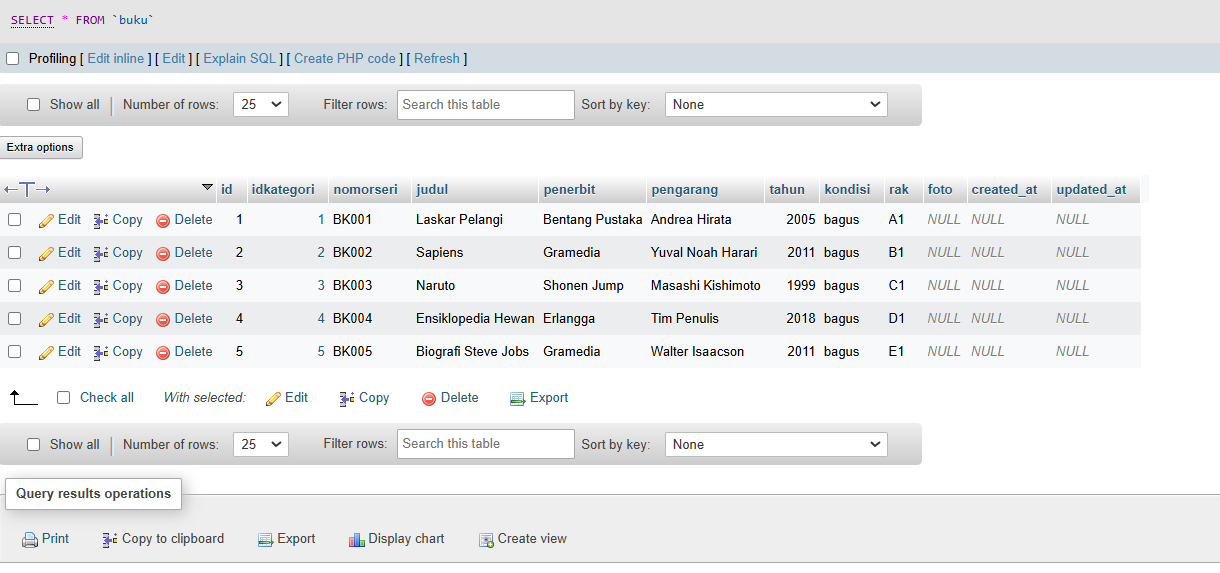 SELECT * FROM `buku`
Profiling [ Edit inline ] [ Edit ] [ Explain SQL ] [ Create PHP code ] [ Refresh ]
Show all Number of rows: 25 Filter rows: Search this table Sort by key: None
Extra options
id idkategori nomorseri judul penerbit pengarang tahun kondisi rak foto created_at updated_at
Edit Copy Delete 1 1 BK001 Laskar Pelangi Bentang Pustaka Andrea Hirata 2005 bagus A1 NULL NULL NULL
Edit Copy Delete 2 2 BK002 Sapiens Gramedia Yuval Noah Harari 2011 bagus B1 NULL NULL NULL
Edit Copy Delete 3 3 BK003 Naruto Shonen Jump Masashi Kishimoto 1999 bagus C1 NULL NULL NULL
Edit Copy Delete 4 4 BK004 Ensiklopedia Hewan Erlangga Tim Penulis 2018 bagus D1 NULL NULL NULL
Edit Copy Delete 5 5 BK005 Biografi Steve Jobs Gramedia Walter Isaacson 2011 bagus E1 NULL NULL NULL
Check all With selected: Edit Copy Delete Export
Show all Number of rows: 25 Filter rows: Search this table Sort by key: None
Query results operations
Print Copy to clipboard Export Display chart Create view